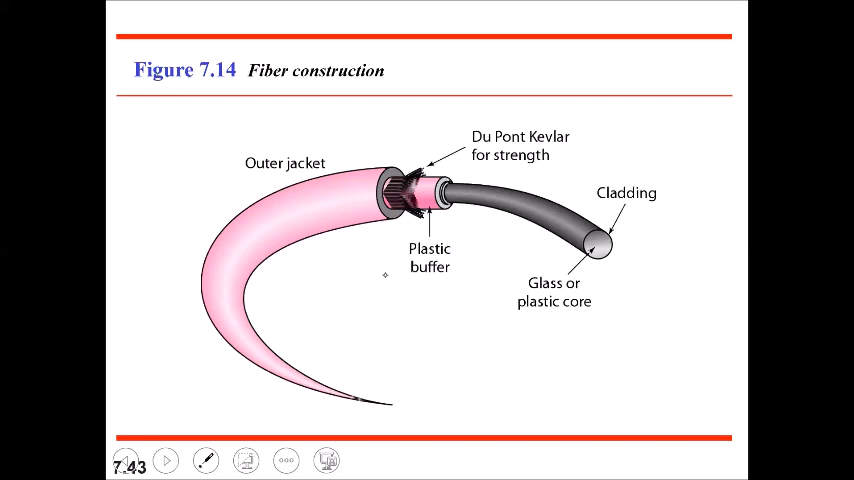 Figure 7.14 Fiber construction
Du Pont Kevlar
for strength
Outer jacket
Cladding
Plastic
buffer
Glass or
plastic core
7.43